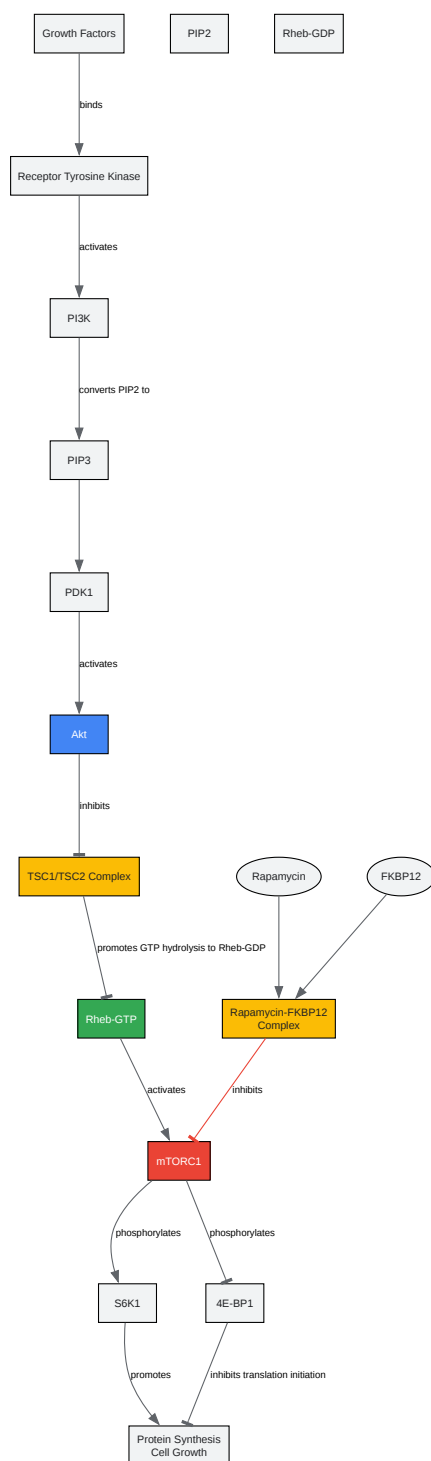 Growth Factors
PIP2
Rheb-GDP
binds
Receptor Tyrosine Kinase
activates
PI3K
converts PIP2 to
PIP3
PDK1
activates
Akt
inhibits
TSC1/TSC2 Complex
Rapamycin
FKBP12
promotes GTP hydrolysis to Rheb-GDP
Rheb-GTP
Rapamycin-FKBP12
Complex
activates
inhibits
mTORC1
phosphorylates
phosphorylates
S6K1
4E-BP1
promotes
inhibits translation initiation
Protein Synthesis
Cell Growth